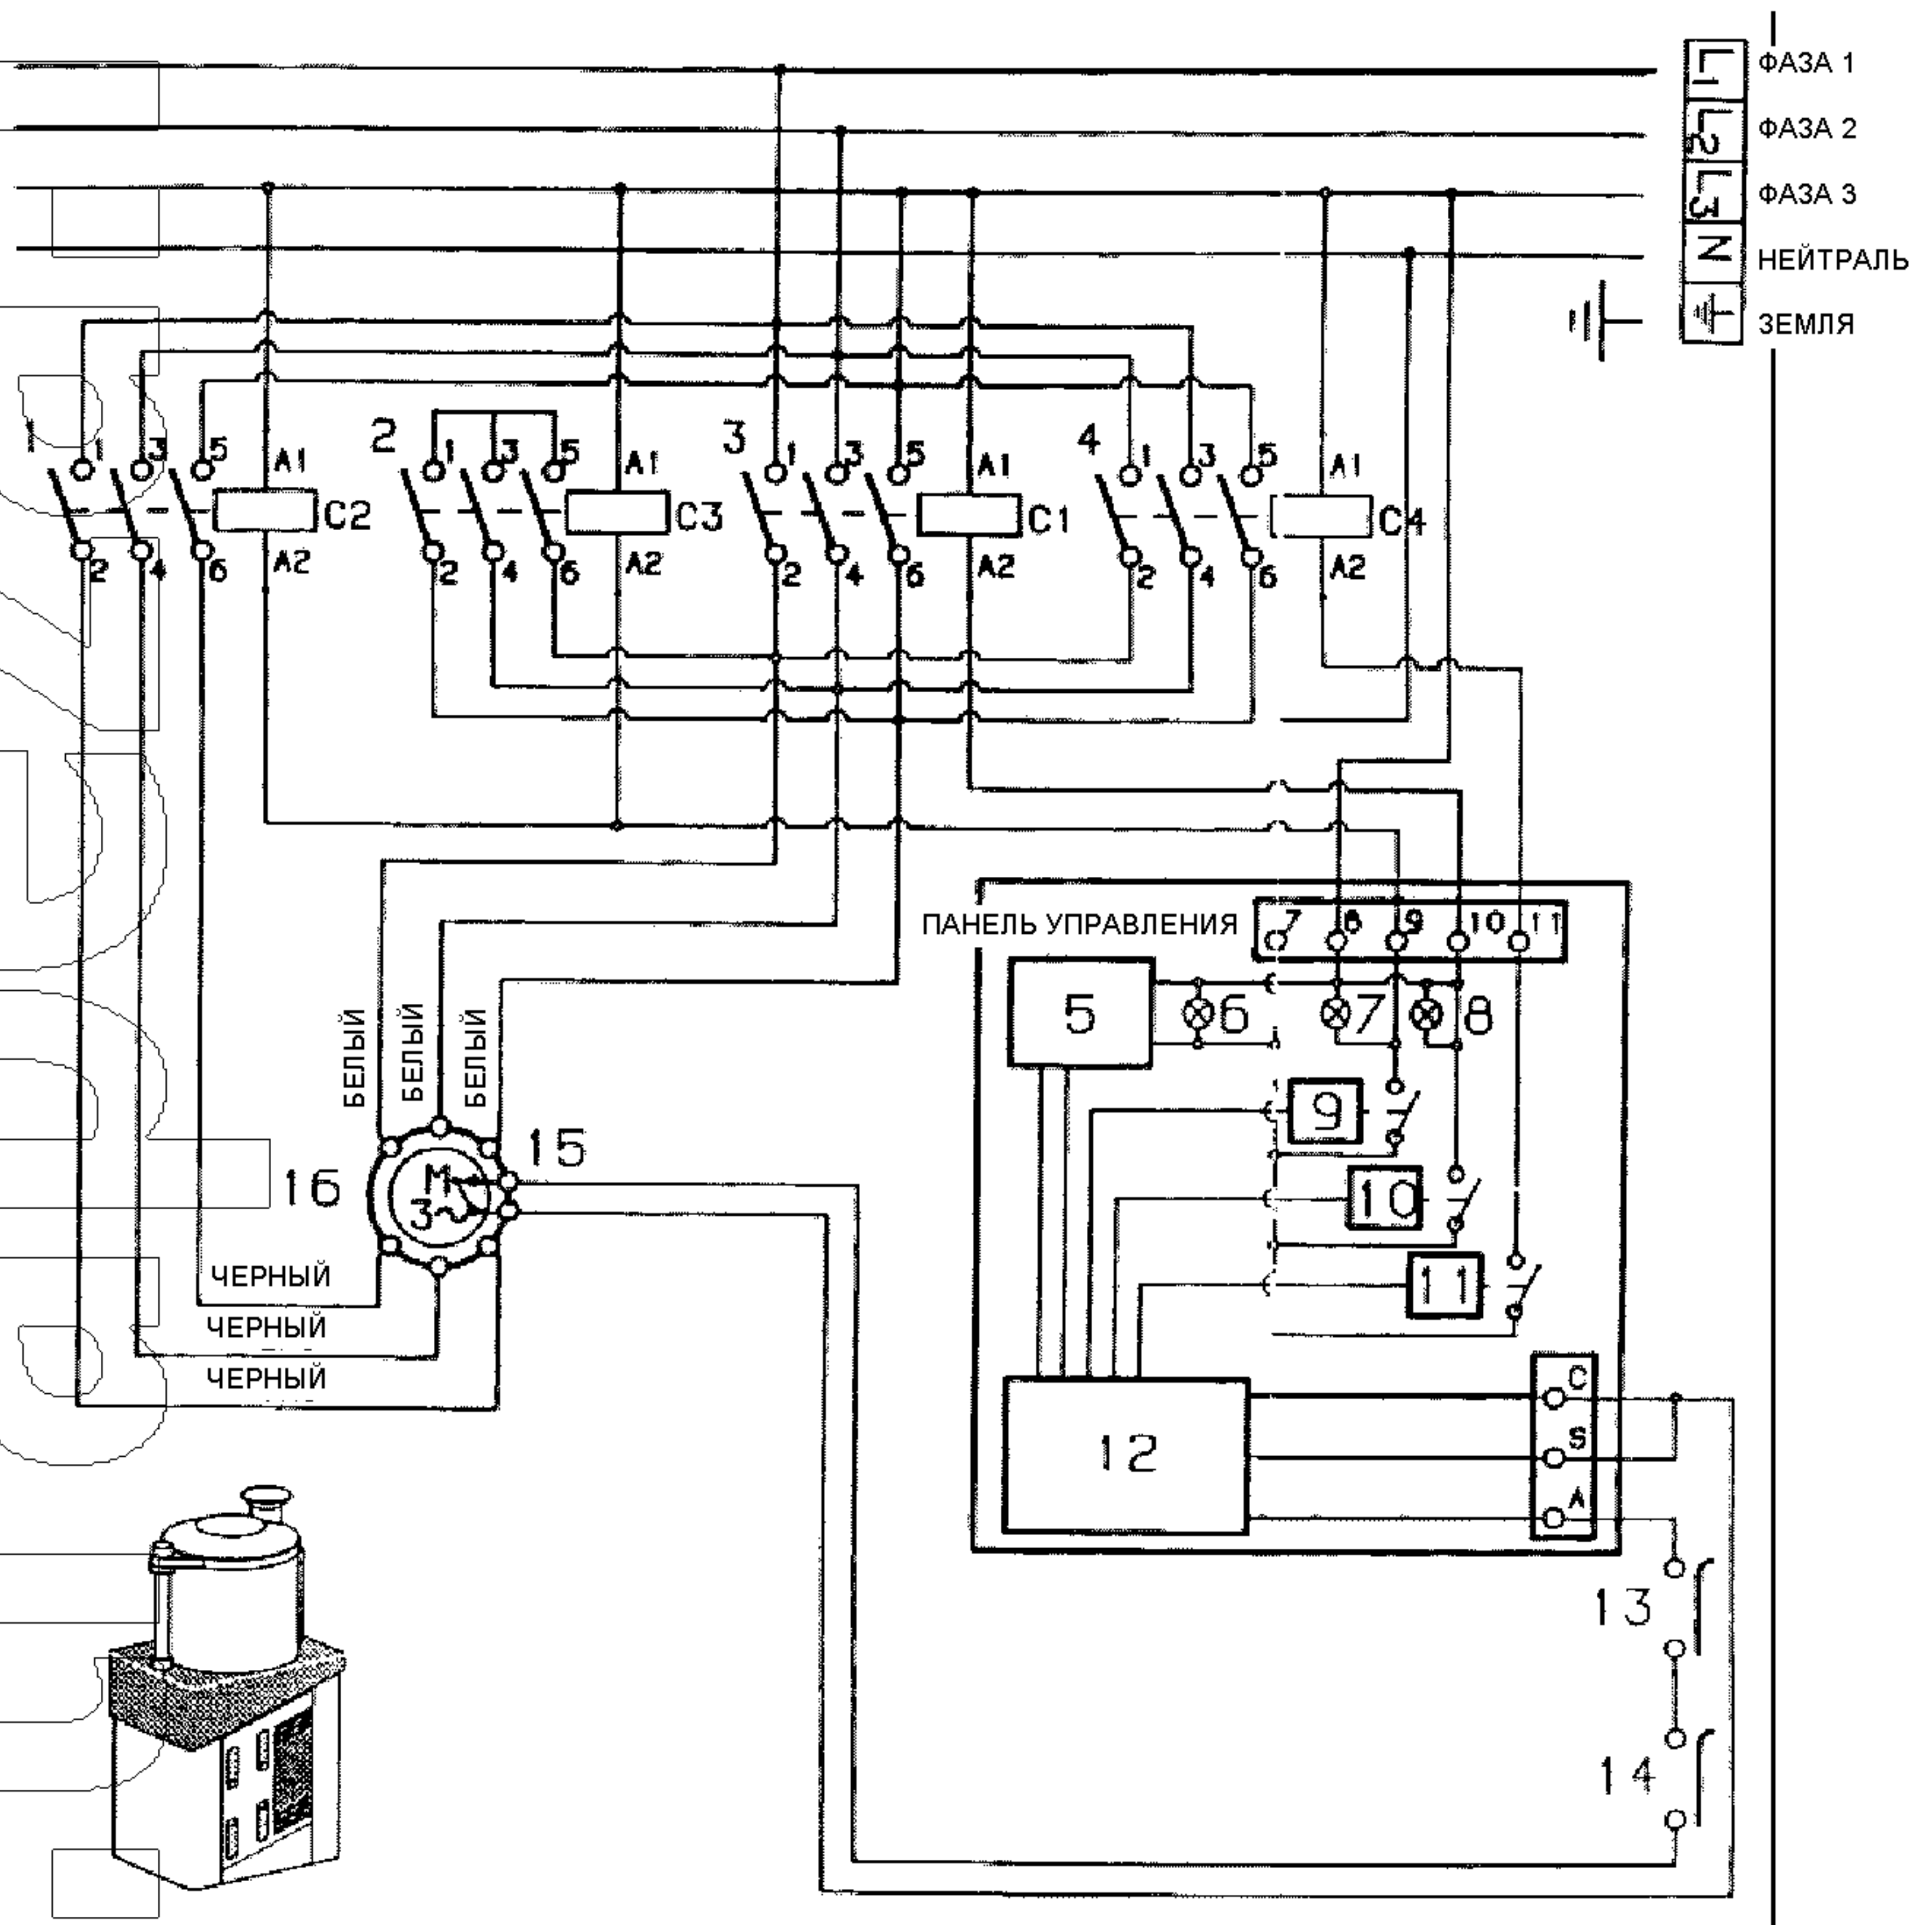 L1 ФАЗА 1
L2 ФАЗА 2
L3 ФАЗА 3
N НЕЙТРАЛЬ
ЗЕМЛЯ
1 1 3 5 A1 C2 2 4 6 A2
2 1 3 5 A1 C3 2 4 6 A2
3 1 3 5 A1 C1 2 4 6 A2
4 1 3 5 A1 C4 2 4 6 A2
ПАНЕЛЬ УПРАВЛЕНИЯ
7 8 9 10 11
5 6 7 8
9
10
11
12
C
S
A
13
14
БЕЛЫЙ
БЕЛЫЙ
БЕЛЫЙ
15
16
M
3
ЧЕРНЫЙ
ЧЕРНЫЙ
ЧЕРНЫЙ